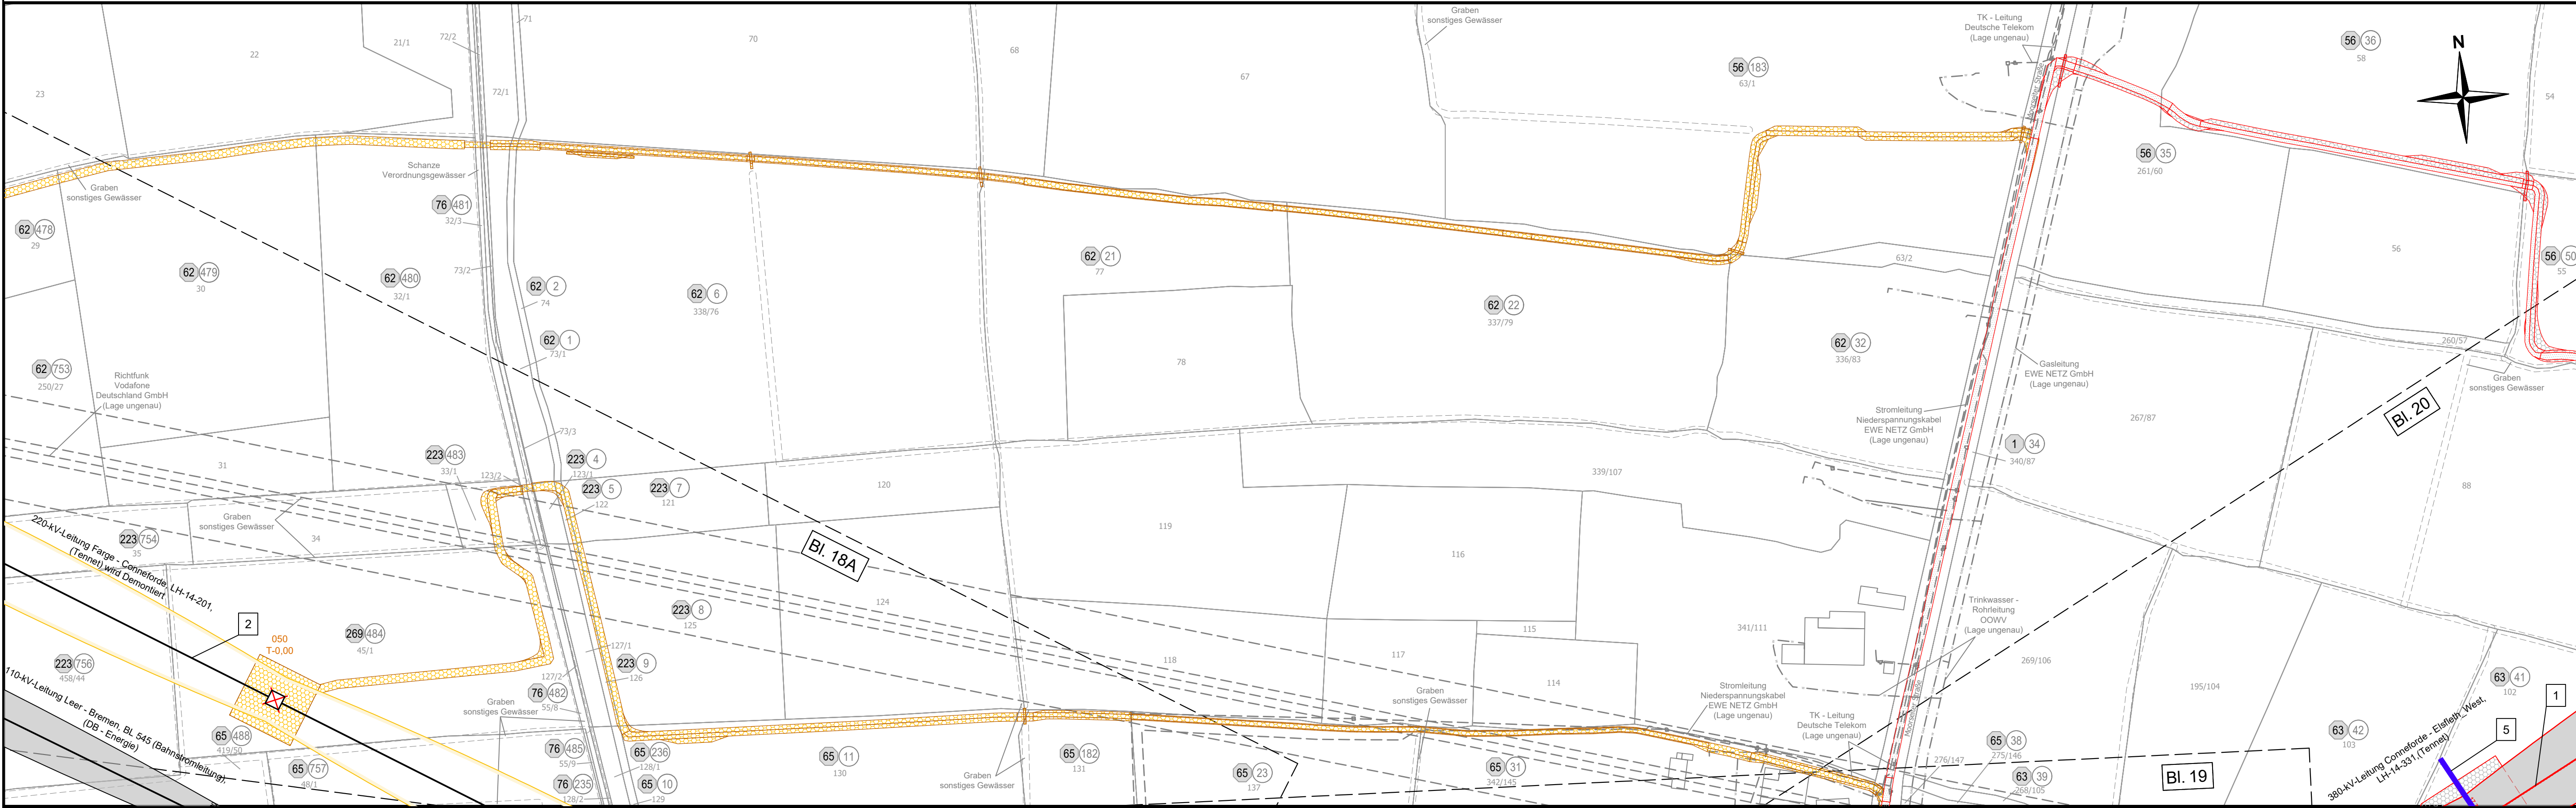 71
72/2
21/1
22
70
68
67
Graben
sonstiges Gewässer
TK - Leitung
Deutsche Telekom
(Lage ungenau)
56 183
63/1
56 36
58
N
54
23
72/1
Moorseiter Straße
56 35
261/60
Schanze
Verordnungsgewässer
Graben
sonstiges Gewässer
76 481
32/3
62 478
29
62 479
30
62 480
32/1
73/2
62 2
74
62 6
338/76
62 21
77
62 22
337/79
63/2
56
56 50
55
62 1
73/1
62 32
336/83
260/57
62 753
250/27
Richtfunk
Vodafone
Deutschland GmbH
(Lage ungenau)
78
Gasleitung
EWE NETZ GmbH
(Lage ungenau)
Graben
sonstiges Gewässer
Bl. 20
Stromleitung
Niederspannungskabel
EWE NETZ GmbH
(Lage ungenau)
267/87
1 34
340/87
73/3
31
223 483
33/1
123/2
223 4
123/1
223 5
122
223 7
121
120
339/107
88
Graben
sonstiges Gewässer
34
223 754
35
119
116
Bl. 18A
220-kV-Leitung Farge - Conneforde, LH-14-201,
(Tennet) wird Demontiert
2
050
T-0,00
269 484
45/1
223 8
125
124
115
341/111
Trinkwasser -
Rohrleitung
OOWV
(Lage ungenau)
223 756
458/44
127/1
223 9
126
127/2
118
117
114
269/106
195/104
63 41
102
1
110-kV-Leitung Leer - Bremen, BL 545 (Bahnstromleitung),
(DB - Energie)
76 482
55/8
Graben
sonstiges Gewässer
Graben
sonstiges Gewässer
Stromleitung
Niederspannungskabel
EWE NETZ GmbH
(Lage ungenau)
TK - Leitung
Deutsche Telekom
(Lage ungenau)
Moorseiter Straße
65 488
419/50
65 757
48/1
76 485
55/9
65 236
128/1
76 235
128/2
65 10
129
65 11
130
Graben
sonstiges Gewässer
65 182
131
65 23
137
65 31
342/145
65 38
275/146
276/147
63 39
268/105
Bl. 19
63 42
103
380-kV-Leitung Conneforde - Elsfleth_West,
LH-14-331,(Tennet)
5